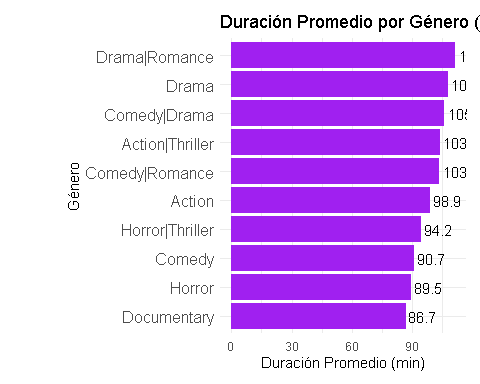 Duración Promedio por Género (
Drama|Romance 1
Drama 10
Comedy|Drama 105
Action|Thriller 103
Comedy|Romance 103
Action 98.9
Horror|Thriller 94.2
Comedy 90.7
Horror 89.5
Documentary 86.7
Género
0 30 60 90
Duración Promedio (min)